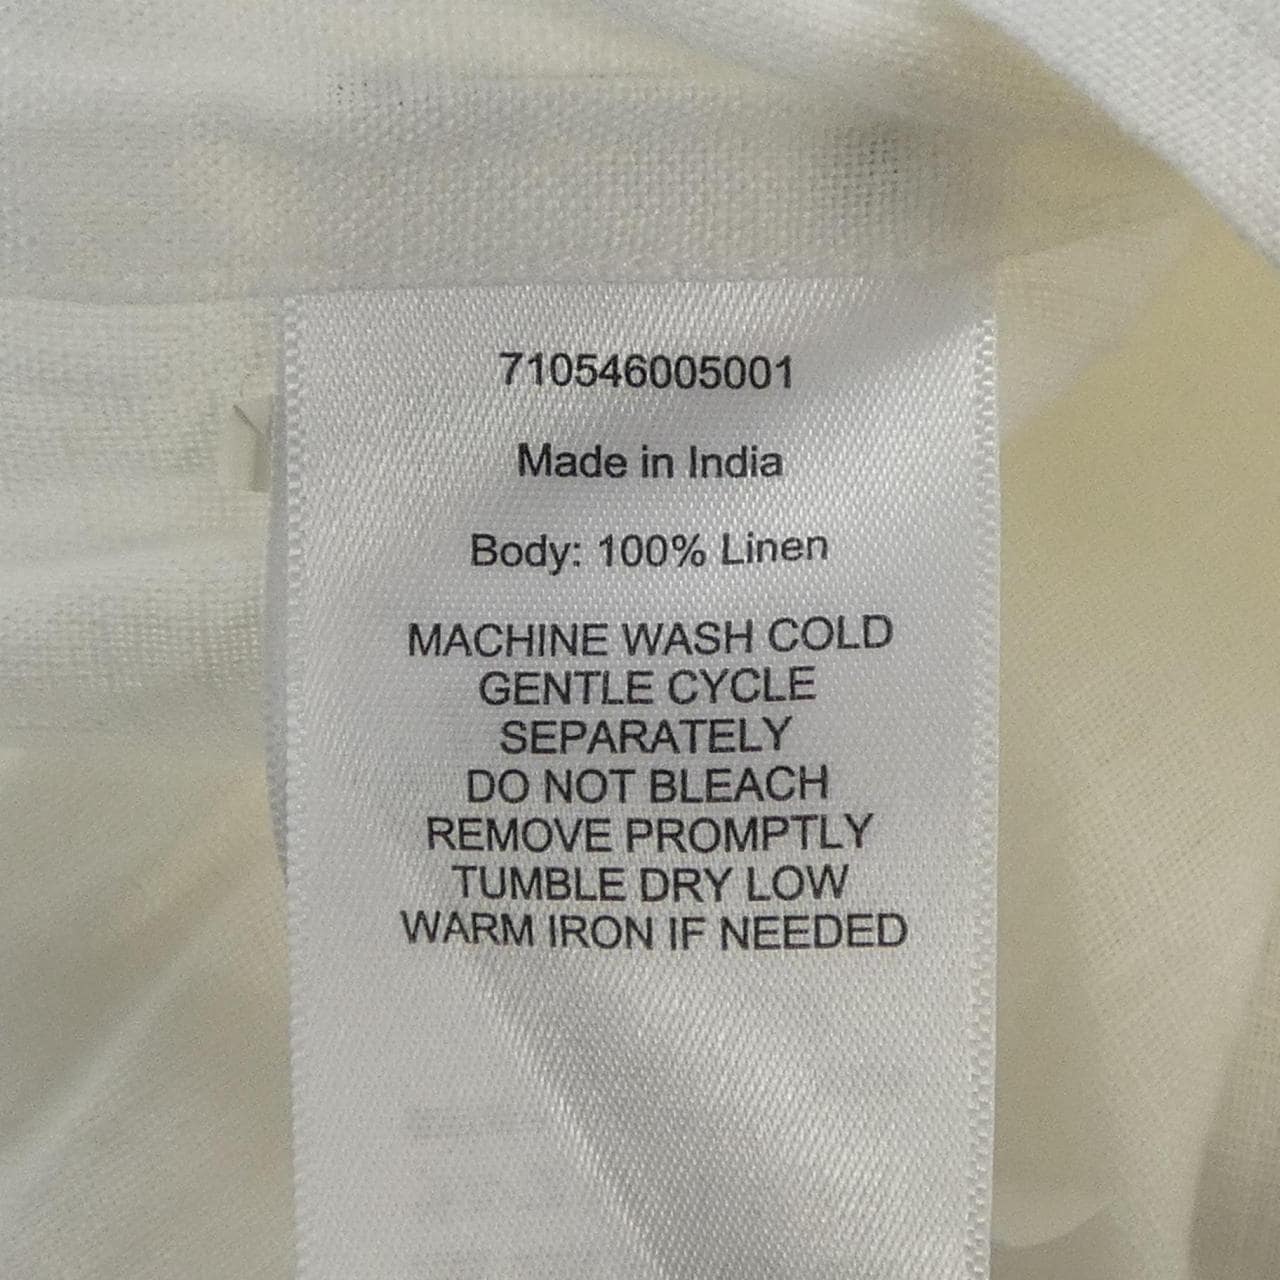 710546005001
Made in India
Body: 100% Linen
MACHINE WASH COLD
GENTLE CYCLE
SEPARATELY
DO NOT BLEACH
REMOVE PROMPTLY
TUMBLE DRY LOW
WARM IRON IF NEEDED